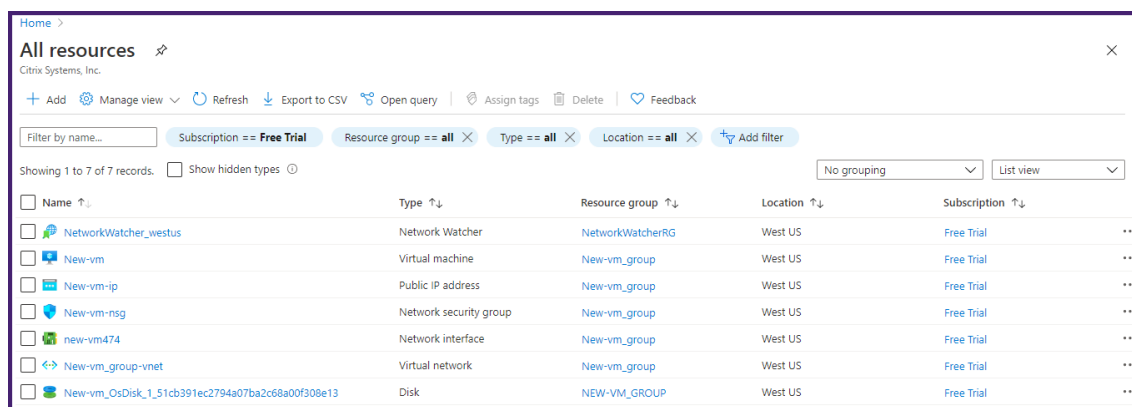 Home >
All resources
Citrix Systems, Inc.
Add Manage view Refresh Export to CSV Open query Assign tags Delete Feedback
Filter by name... Subscription == Free Trial Resource group == all Type == all Location == all Add filter
Showing 1 to 7 of 7 records. Show hidden types No grouping List view
Name Type Resource group Location Subscription
NetworkWatcher_westus Network Watcher NetworkWatcherRG West US Free Trial
New-vm Virtual machine New-vm_group West US Free Trial
New-vm-ip Public IP address New-vm_group West US Free Trial
New-vm-nsg Network security group New-vm_group West US Free Trial
new-vm474 Network interface New-vm_group West US Free Trial
New-vm_group-vnet Virtual network New-vm_group West US Free Trial
New-vm_OsDisk_1_51cb391ec2794a07ba2c68a00f308e13 Disk NEW-VM_GROUP West US Free Trial